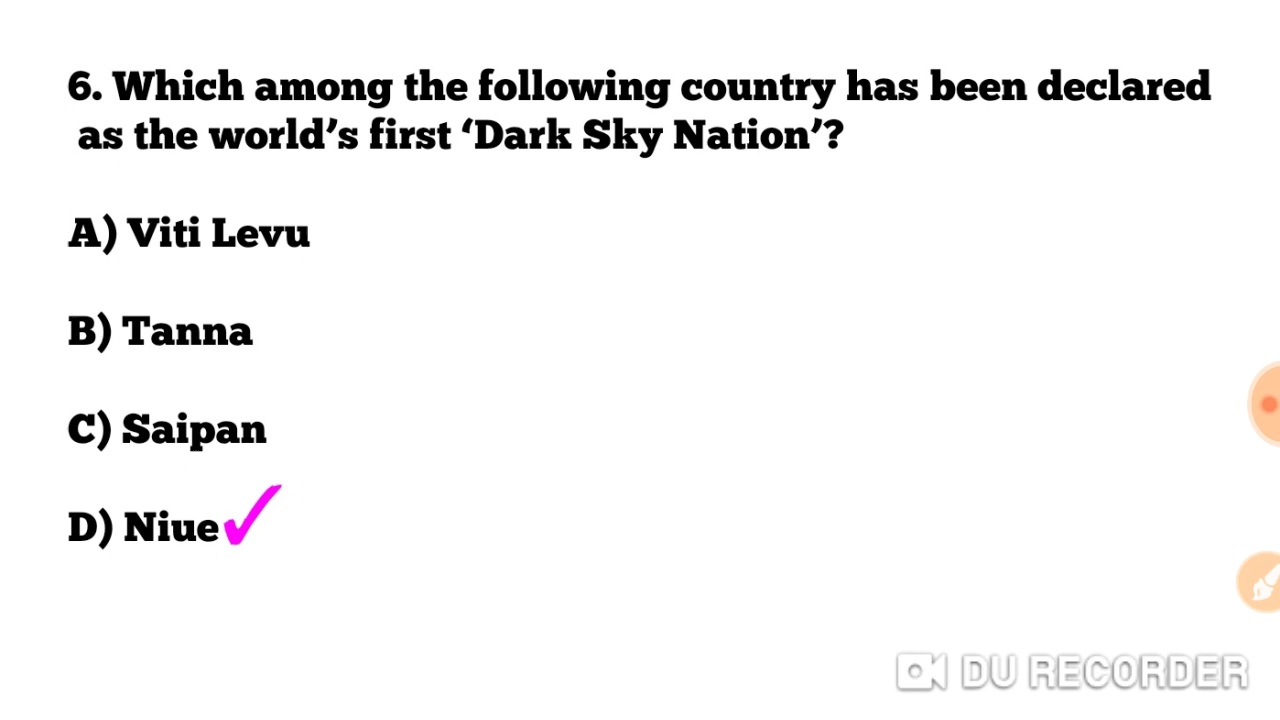 6. Which among the following country has been declared
as the world’s first ‘Dark Sky Nation’?
A) Viti Levu
B) Tanna
C) Saipan
D) Niue
DU RECORDER